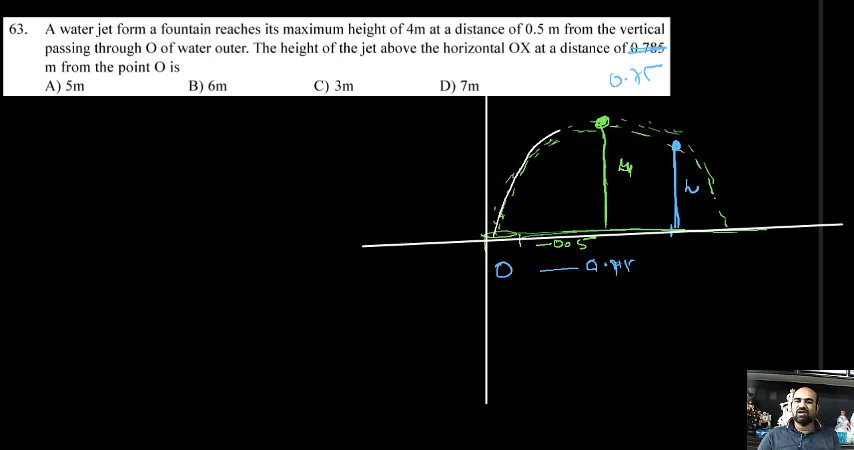 63. A water jet form a fountain reaches its maximum height of 4m at a distance of 0.5 m from the vertical
passing through O of water outer. The height of the jet above the horizontal OX at a distance of 0.785
m from the point O is
0.75
A) 5m B) 6m C) 3m D) 7m
4
h
0.5
O — 0.75